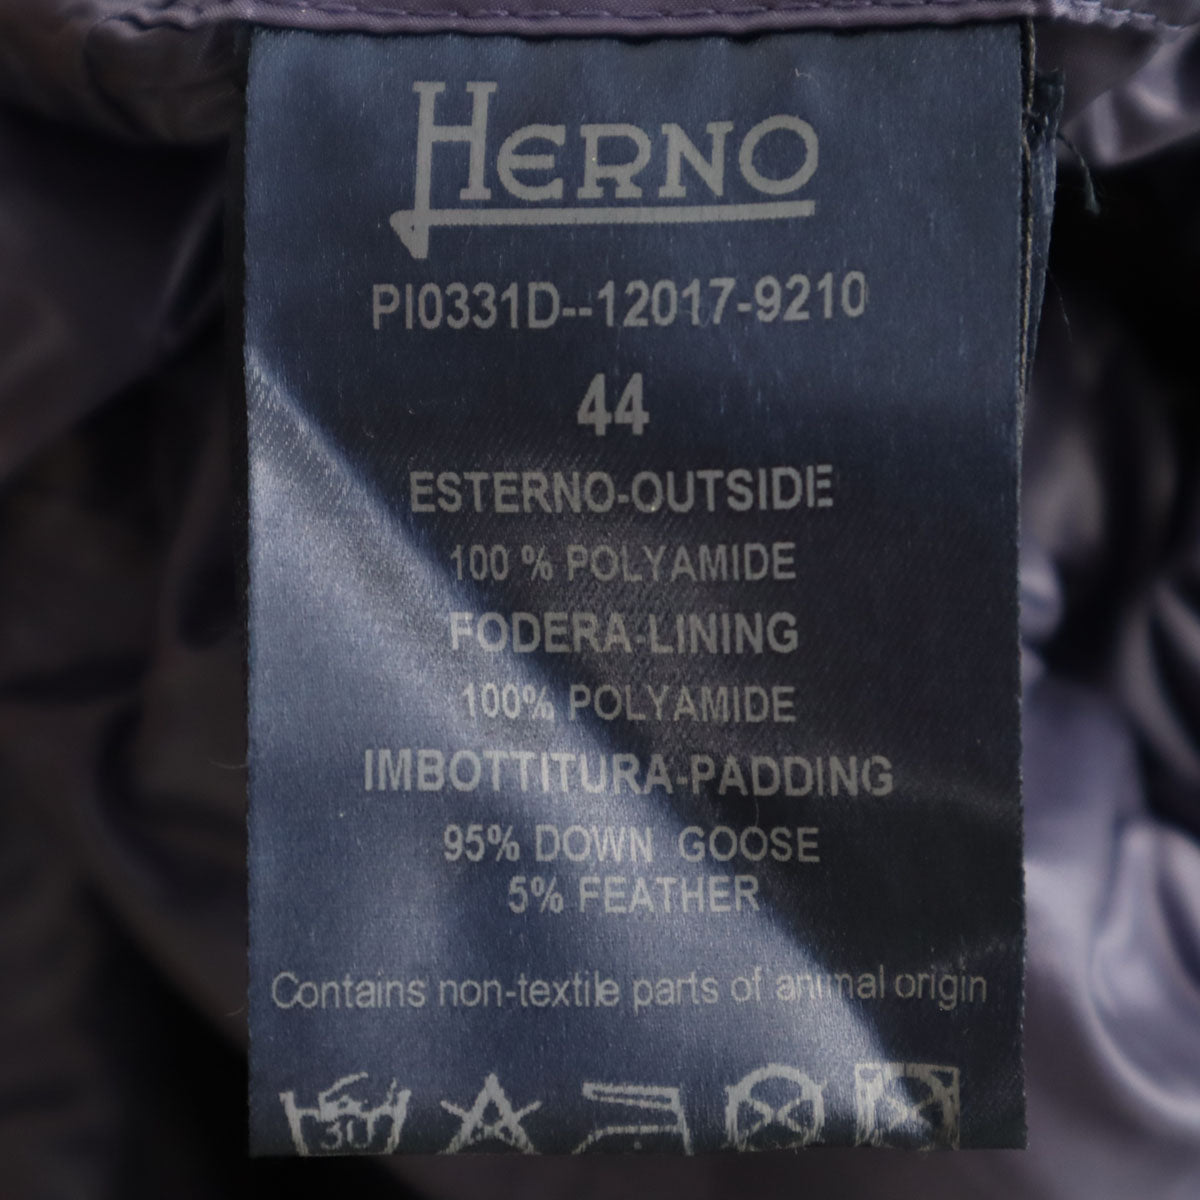 HERNO
PI0331D--12017-9210
44
ESTERNO-OUTSIDE
100 % POLYAMIDE
FODERA-LINING
100% POLYAMIDE
IMBOTTITURA-PADDING
95% DOWN GOOSE
5% FEATHER
Contains non-textile parts of animal origin
30